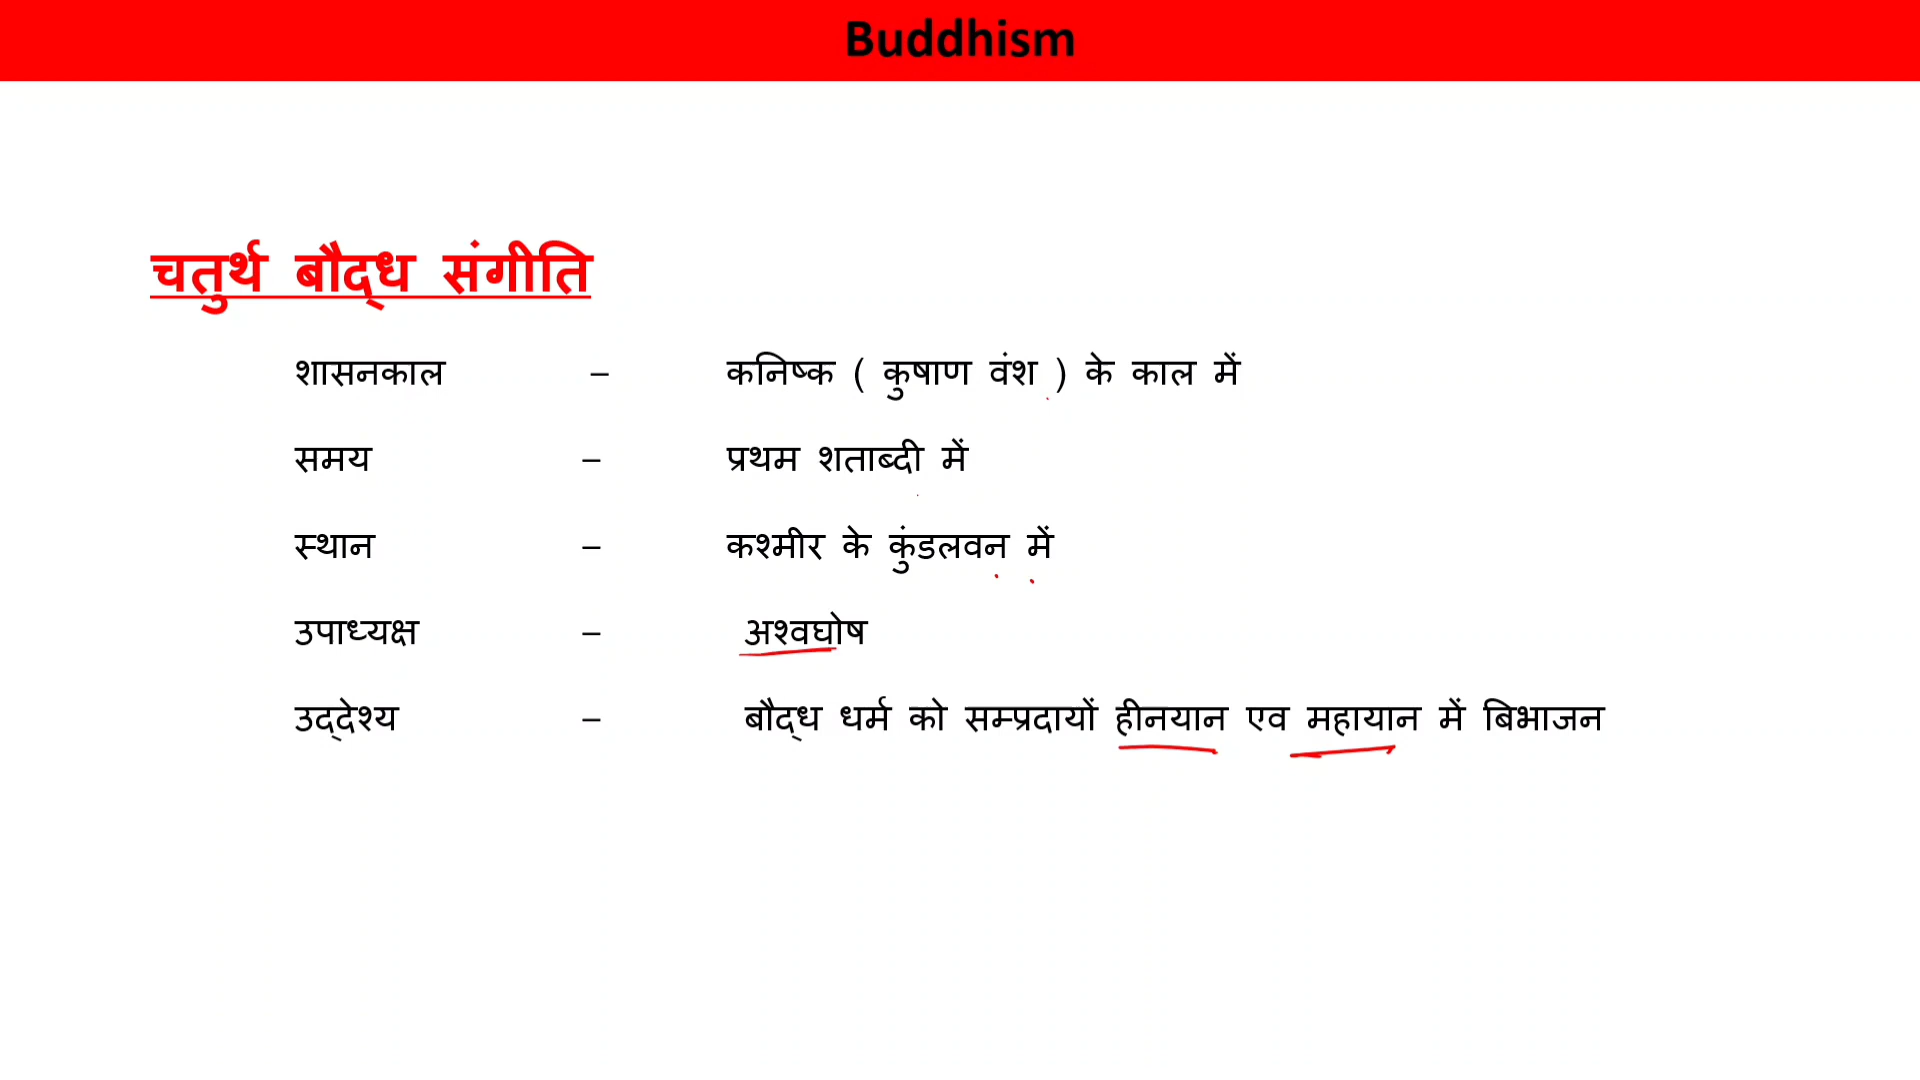 Buddhism
चतुर्थ बौद्ध संगीति
शासनकाल – कनिष्क ( कुषाण वंश ) के काल में
समय – प्रथम शताब्दी में
स्थान – कश्मीर के कुंडलवन में
उपाध्यक्ष – अश्वघोष
उद्देश्य – बौद्ध धर्म को सम्प्रदायों हीनयान एव महायान में बिभाजन